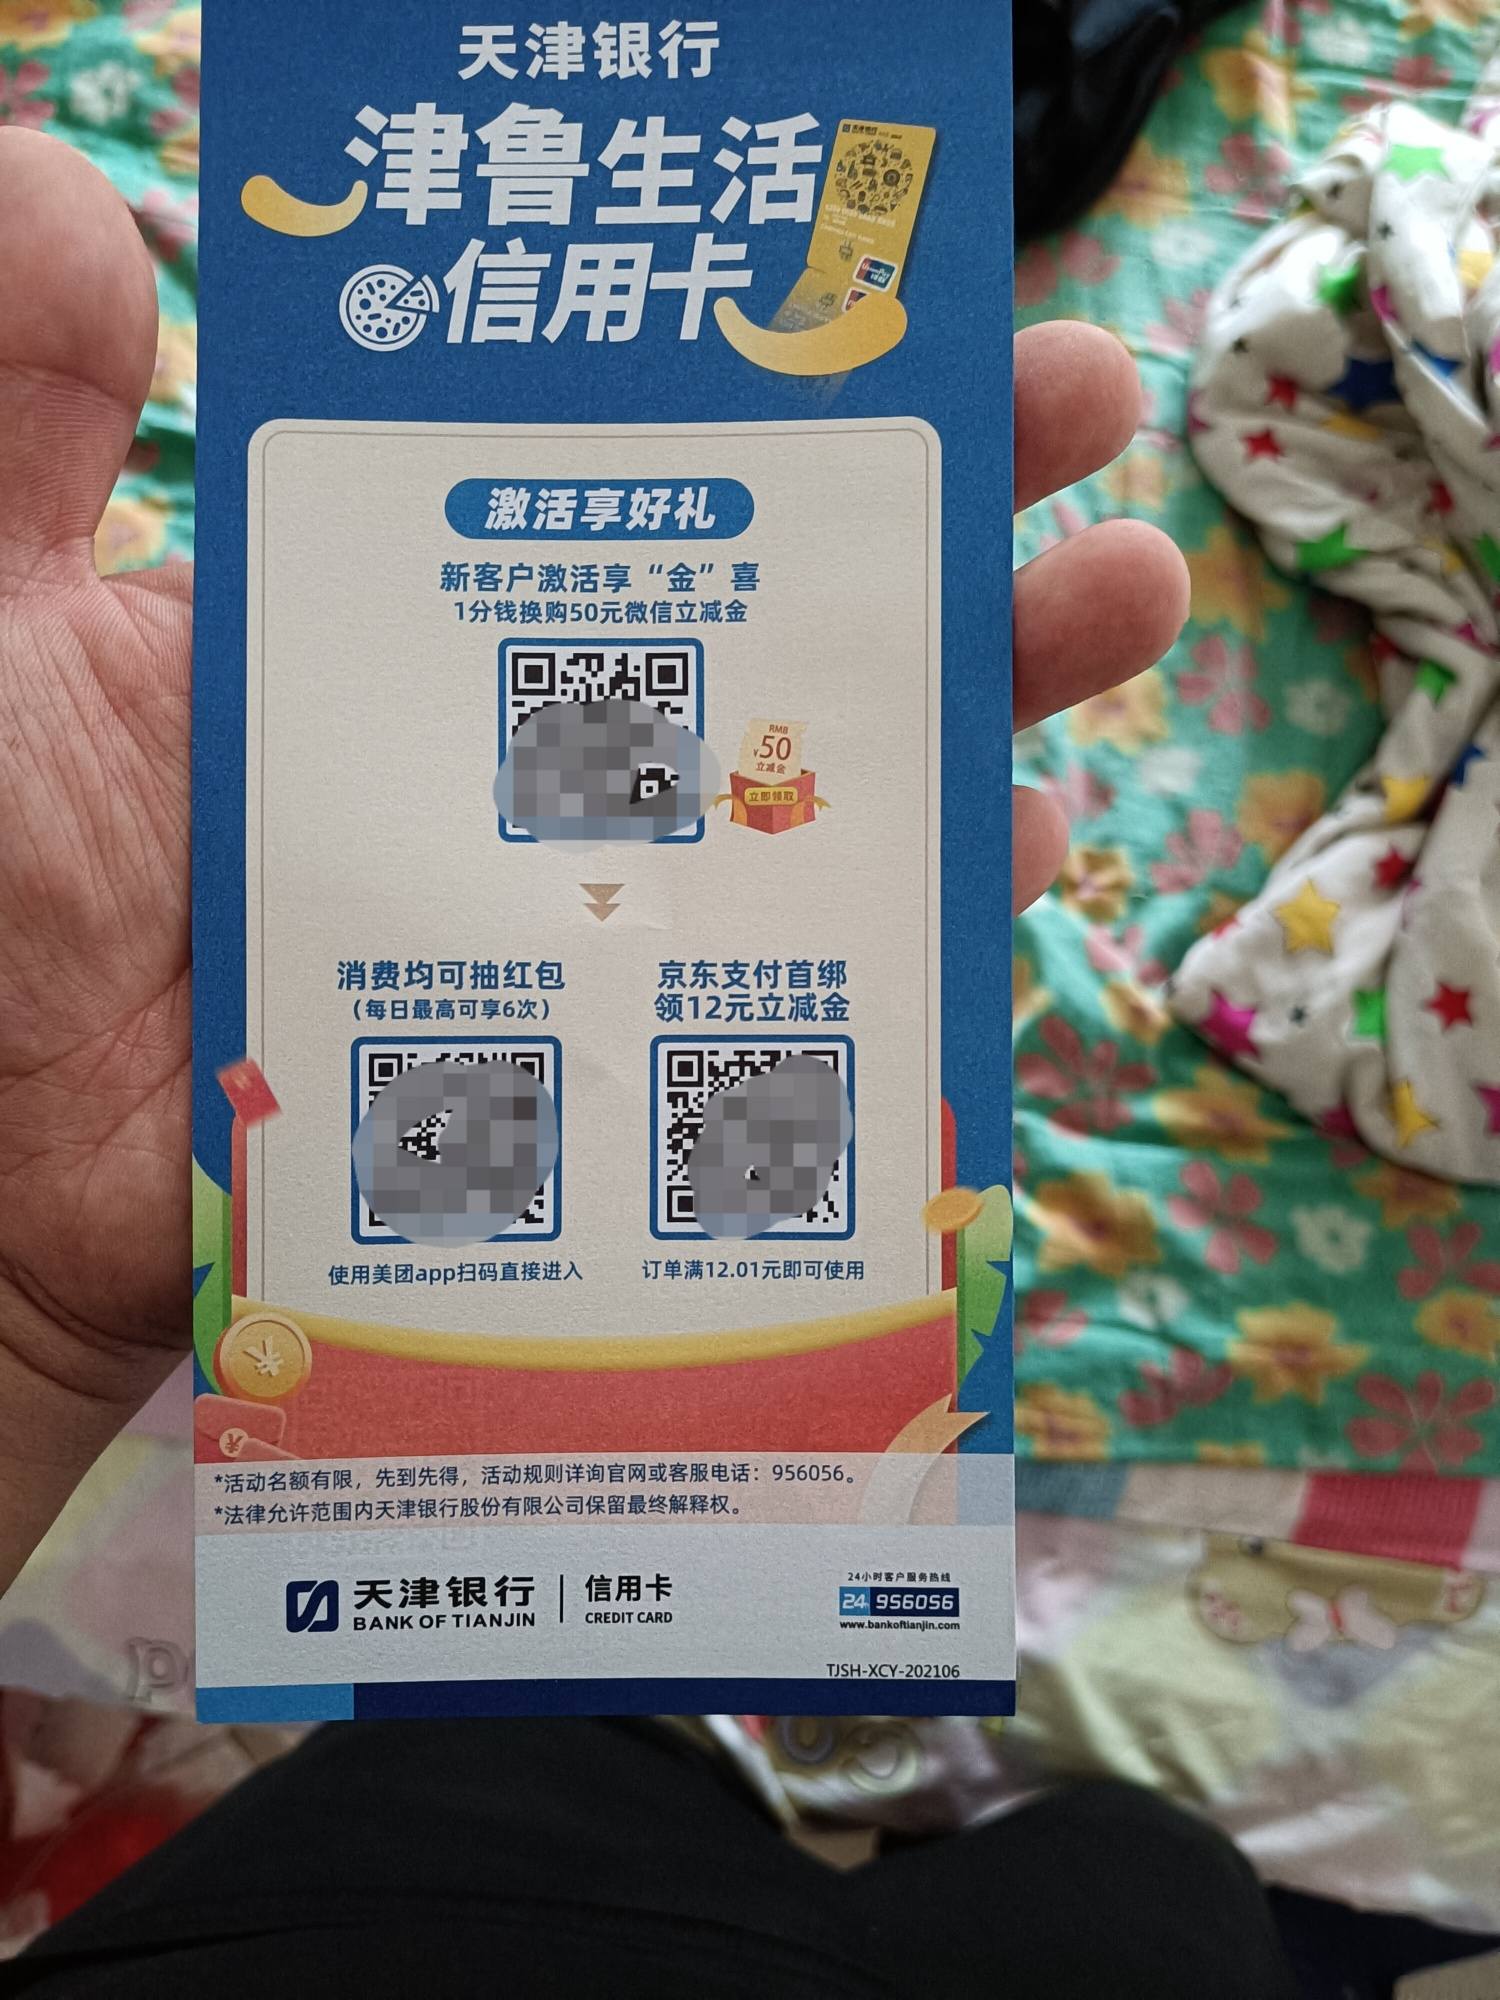 天津银行
津鲁生活
信用卡
激活享好礼
新客户激活享“金”喜
1分钱换购50元微信立减金
RMB
¥50
立减金
立即领取
消费均可抽红包
（每日最高可享6次）
京东支付首绑
领12元立减金
使用美团app扫码直接进入
订单满12.01元即可使用
*活动名额有限，先到先得，活动规则详询官网或客服电话：956056。
*法律允许范围内天津银行股份有限公司保留最终解释权。
天津银行
BANK OF TIANJIN
信用卡
CREDIT CARD
24小时客户服务热线
24h 956056
www.bankoftianjin.com
TJSH-XCY-202106